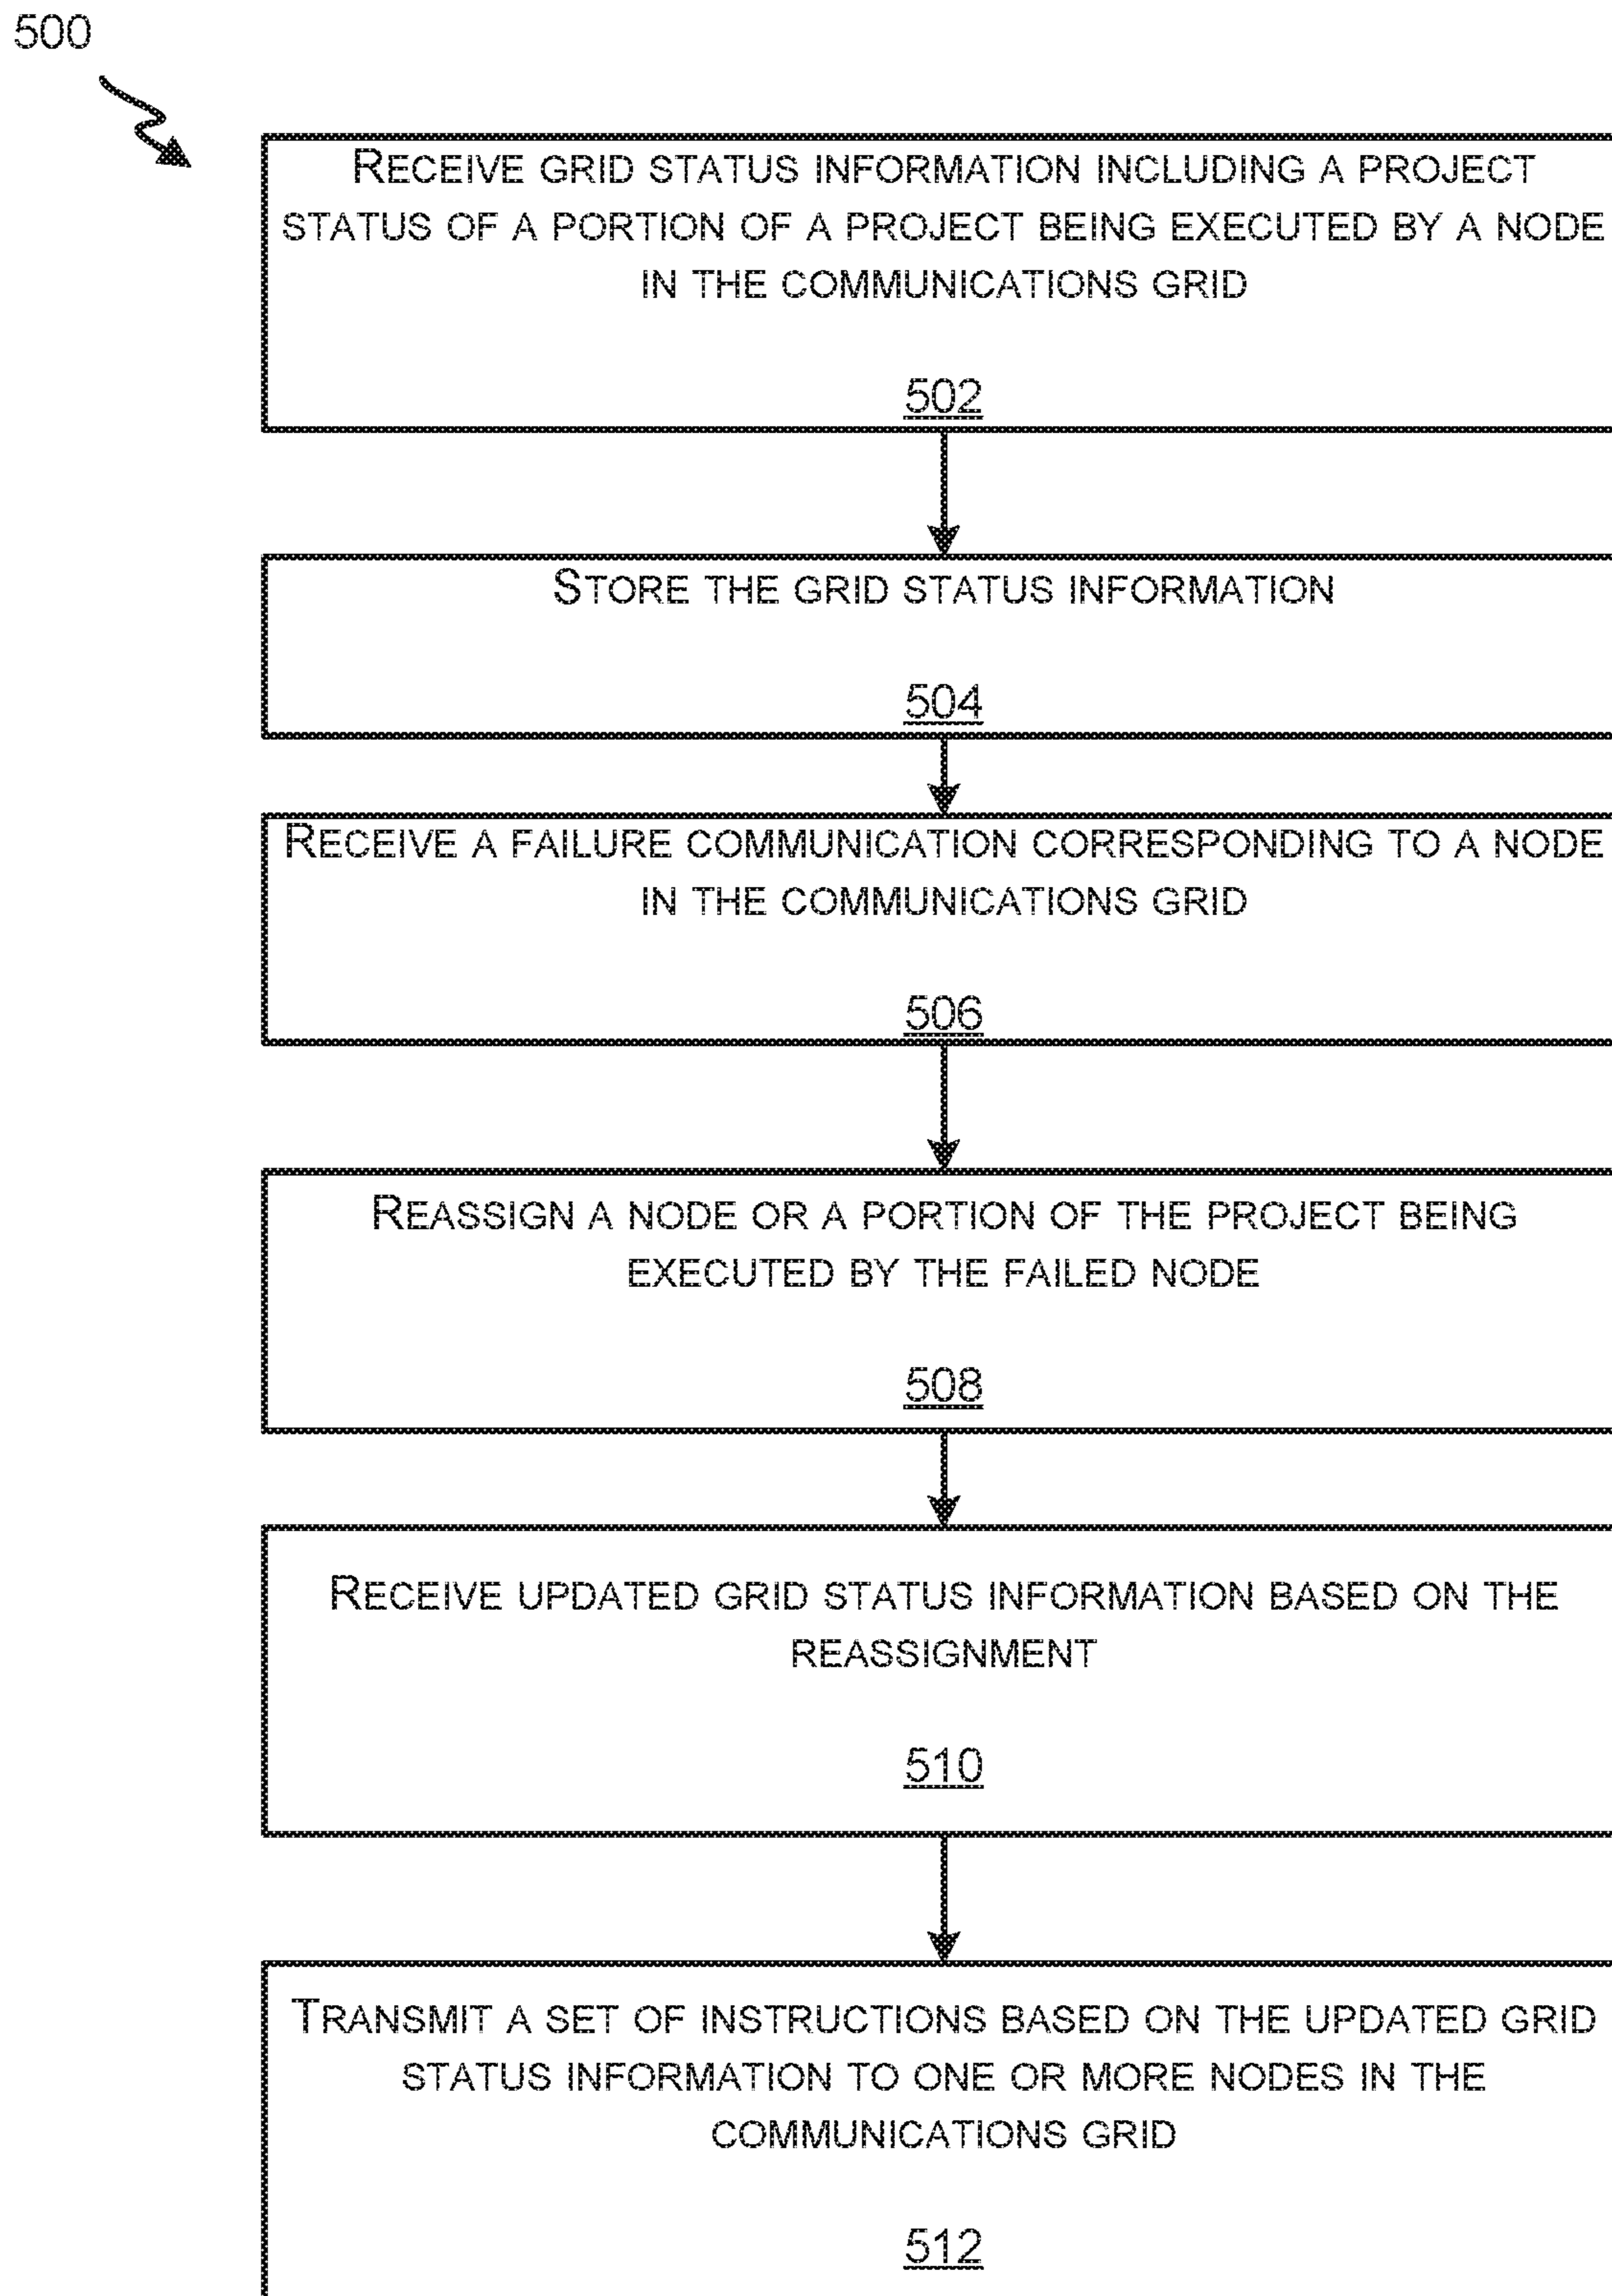 500
RECEIVE GRID STATUS INFORMATION INCLUDING A PROJECT
STATUS OF A PORTION OF A PROJECT BEING EXECUTED BY A NODE
IN THE COMMUNICATIONS GRID
502
STORE THE GRID STATUS INFORMATION
504
RECEIVE A FAILURE COMMUNICATION CORRESPONDING TO A NODE
IN THE COMMUNICATIONS GRID
506
REASSIGN A NODE OR A PORTION OF THE PROJECT BEING
EXECUTED BY THE FAILED NODE
508
RECEIVE UPDATED GRID STATUS INFORMATION BASED ON THE
REASSIGNMENT
510
TRANSMIT A SET OF INSTRUCTIONS BASED ON THE UPDATED GRID
STATUS INFORMATION TO ONE OR MORE NODES IN THE
COMMUNICATIONS GRID
512